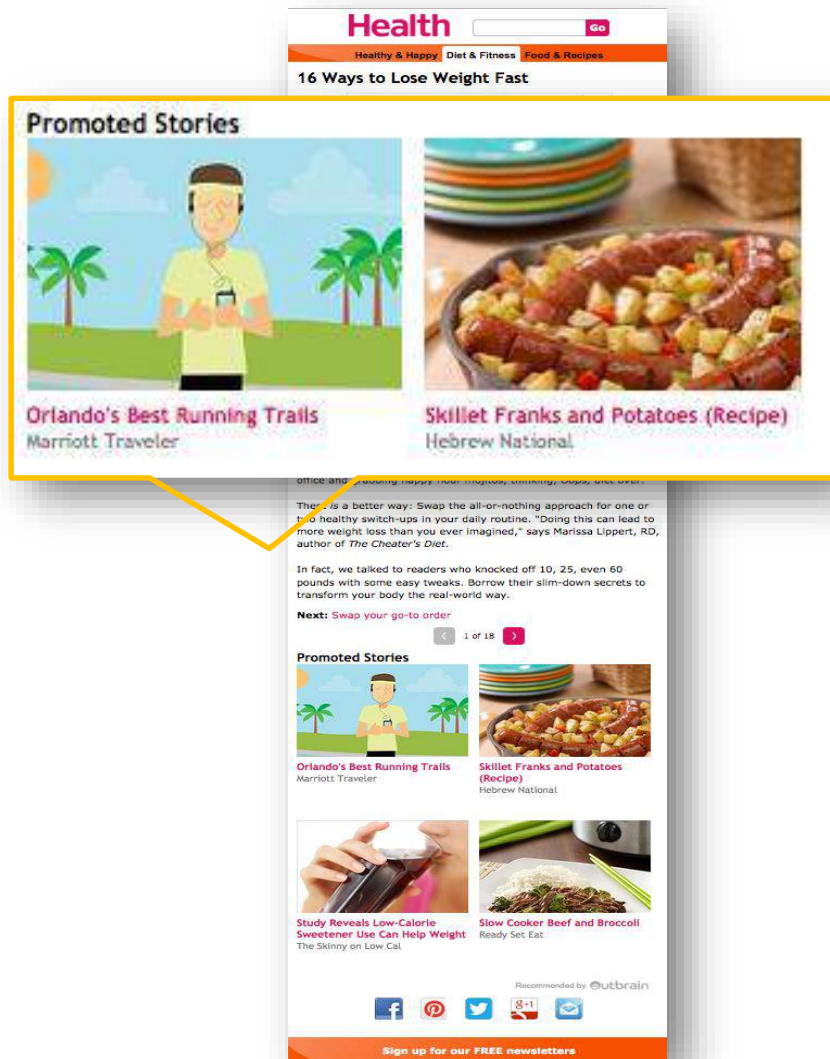 Health
Go
Healthy & Happy Diet & Fitness Food & Recipes
16 Ways to Lose Weight Fast
Promoted Stories
Orlando's Best Running Trails
Marriott Traveler
Skillet Franks and Potatoes (Recipe)
Hebrew National
office and grabbing happy hour mojitos, thinking, Oops, diet over.
There is a better way: Swap the all-or-nothing approach for one or
two healthy switch-ups in your daily routine. "Doing this can lead to
more weight loss than you ever imagined," says Marissa Lippert, RD,
author of The Cheater's Diet.
In fact, we talked to readers who knocked off 10, 25, even 60
pounds with some easy tweaks. Borrow their slim-down secrets to
transform your body the real-world way.
Next: Swap your go-to order
1 of 18
Promoted Stories
Orlando's Best Running Trails
Marriott Traveler
Skillet Franks and Potatoes
(Recipe)
Hebrew National
Study Reveals Low-Calorie
Sweetener Use Can Help Weight
The Skinny on Low Cal
Slow Cooker Beef and Broccoli
Ready Set Eat
Recommended by Outbrain
g+1
Sign up for our FREE newsletters